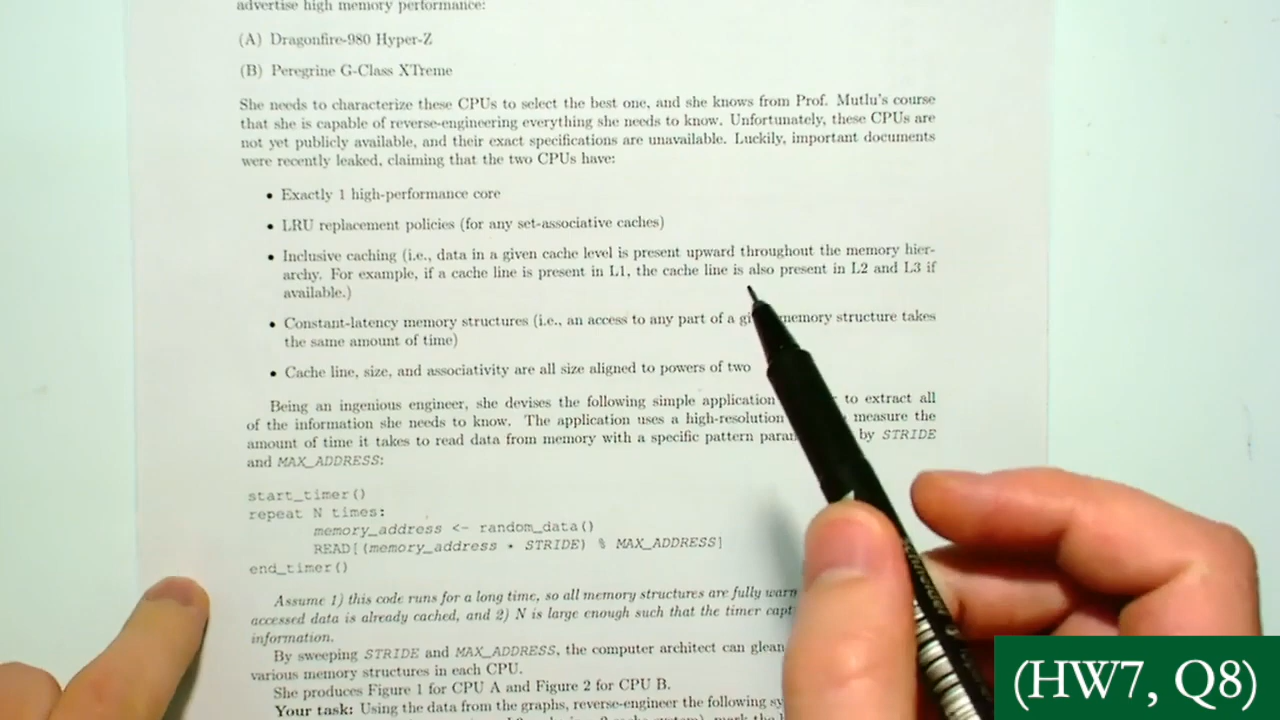 advertise high memory performance:
(A) Dragonfire-980 Hyper-Z
(B) Peregrine G-Class XTreme
She needs to characterize these CPUs to select the best one, and she knows from Prof. Mutlu's course
that she is capable of reverse-engineering everything she needs to know. Unfortunately, these CPUs are
not yet publicly available, and their exact specifications are unavailable. Luckily, important documents
were recently leaked, claiming that the two CPUs have:
• Exactly 1 high-performance core
• LRU replacement policies (for any set-associative caches)
• Inclusive caching (i.e., data in a given cache level is present upward throughout the memory hier-
archy. For example, if a cache line is present in L1, the cache line is also present in L2 and L3 if
available.)
• Constant-latency memory structures (i.e., an access to any part of a memory structure takes
the same amount of time)
• Cache line, size, and associativity are all size aligned to powers of two
Being an ingenious engineer, she devises the following simple application to extract all
of the information she needs to know. The application uses a high-resolution measure the
amount of time it takes to read data from memory with a specific pattern by STRIDE
and MAX_ADDRESS:
start_timer()
repeat N times:
memory_address <- random_data()
READ[(memory_address * STRIDE) % MAX_ADDRESS]
end_timer()
Assume 1) this code runs for a long time, so all memory structures are fully
accessed data is already cached, and 2) N is large enough such that the timer
information.
By sweeping STRIDE and MAX_ADDRESS, the computer architect can glean
various memory structures in each CPU.
She produces Figure 1 for CPU A and Figure 2 for CPU B.
Your task: Using the data from the graphs, reverse-engineer the following
(HW7, Q8)